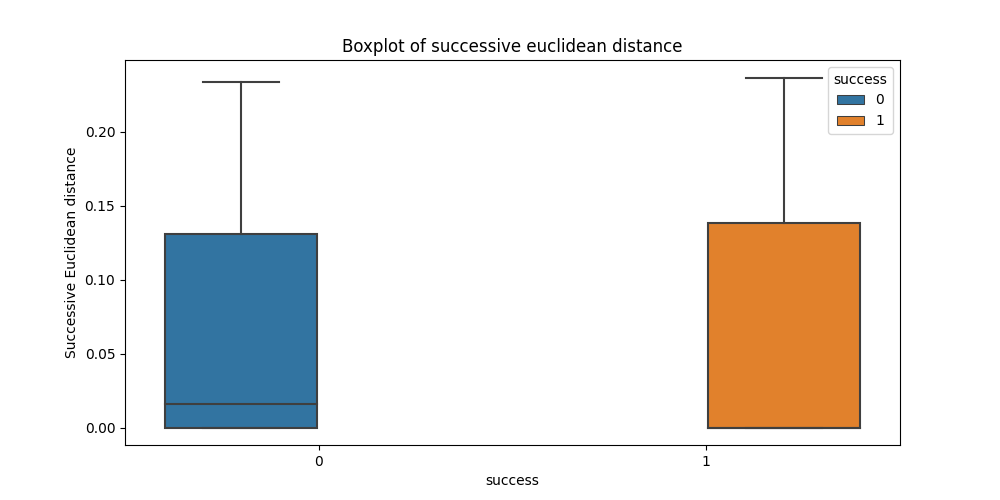 Boxplot of successive euclidean distance
success
0
1
0.20
0.15
0.10
0.05
0.00
Successive Euclidean distance
0
1
success